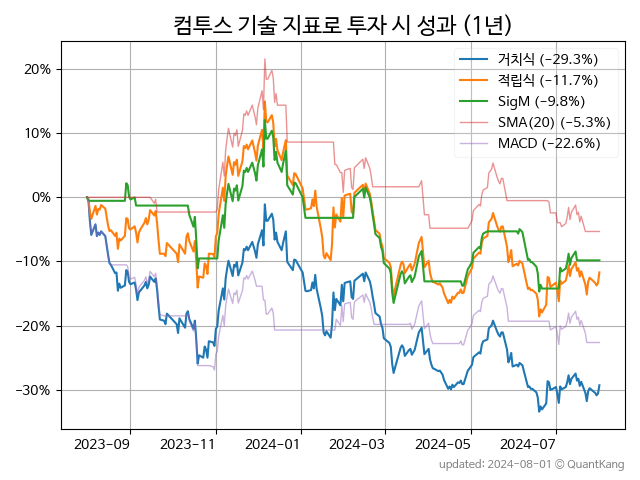 컴투스 기술 지표로 투자 시 성과 (1년)
거치식 (−29.3%)
적립식 (−11.7%)
SigM (−9.8%)
SMA(20) (−5.3%)
MACD (−22.6%)
20%
10%
0%
−10%
−20%
−30%
2023-09
2023-11
2024-01
2024-03
2024-05
2024-07
updated: 2024-08-01 @ QuantKang